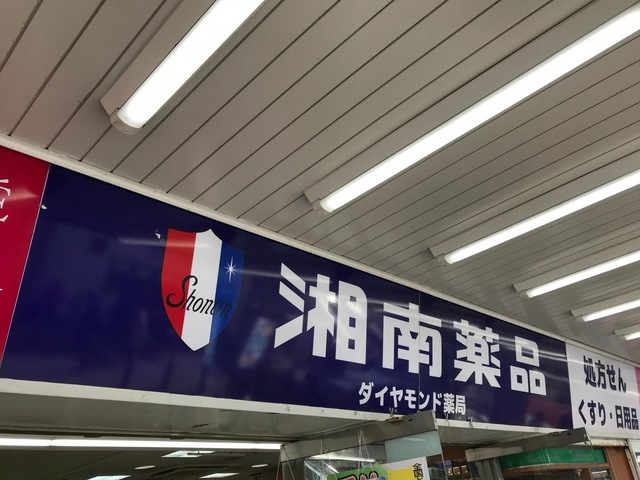 Shonan
湘南薬品
ダイヤモンド薬局
処方せん
くすり・日用品